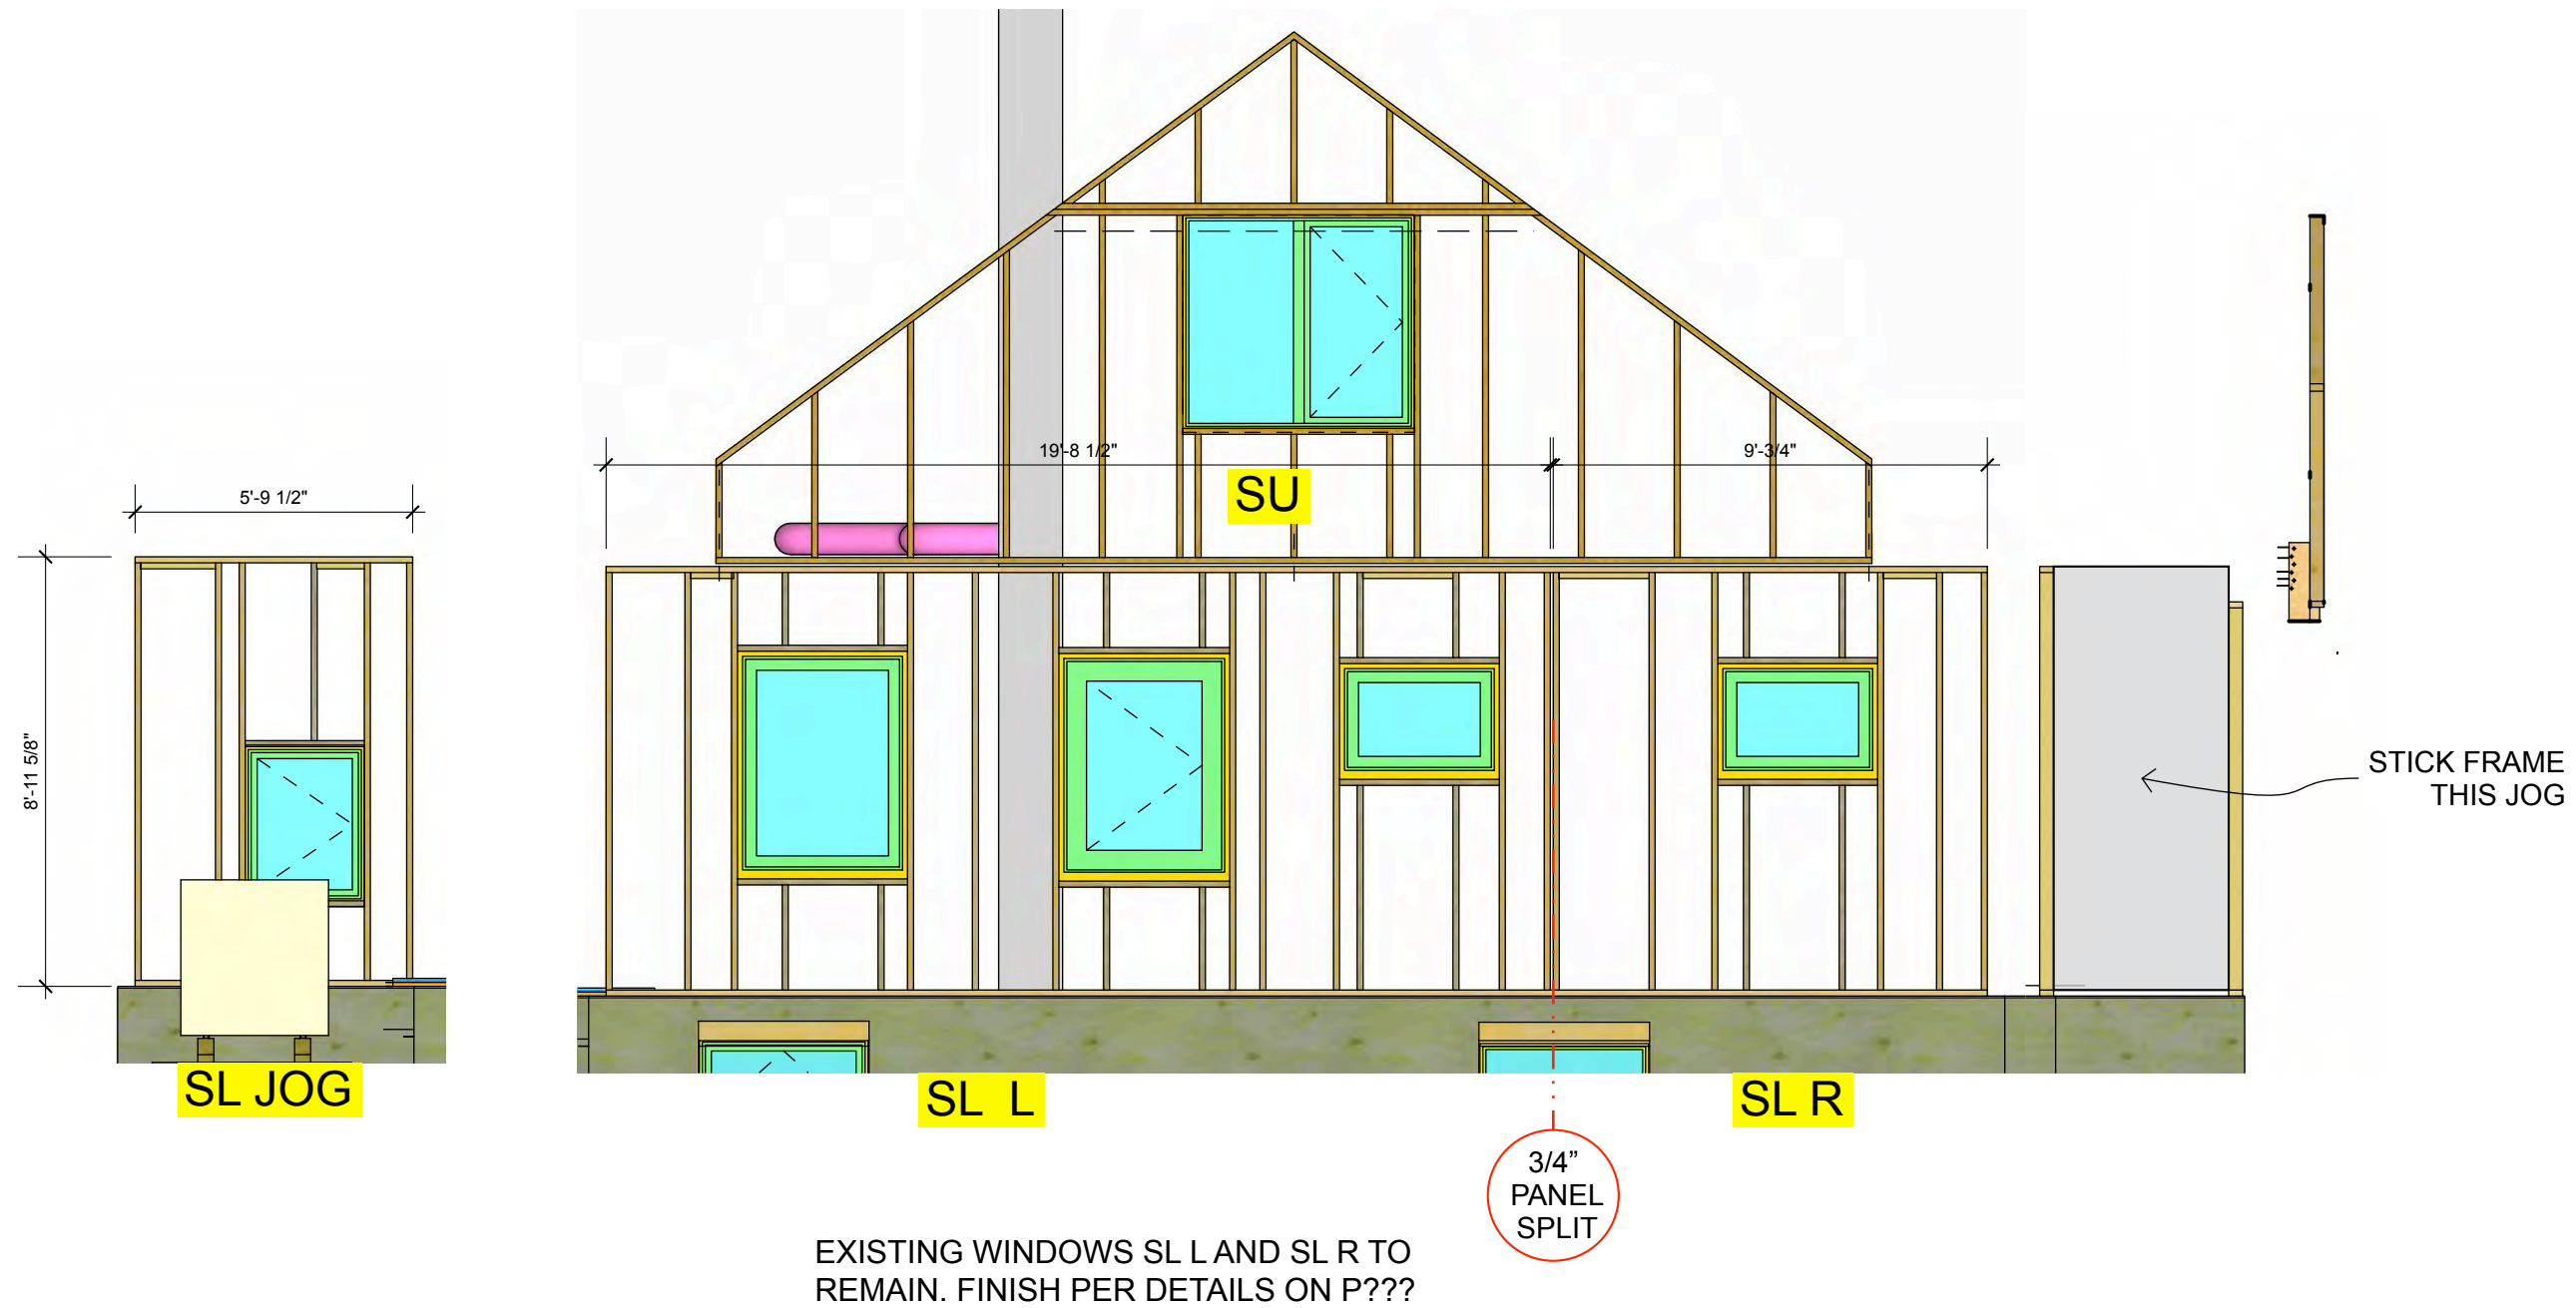 19'-8 1/2"
9'-3/4"
SU
5'-9 1/2"
8'-11 5/8"
STICK FRAME
THIS JOG
SL JOG
SL L
SL R
3/4”
PANEL
SPLIT
EXISTING WINDOWS SL L AND SL R TO
REMAIN. FINISH PER DETAILS ON P???